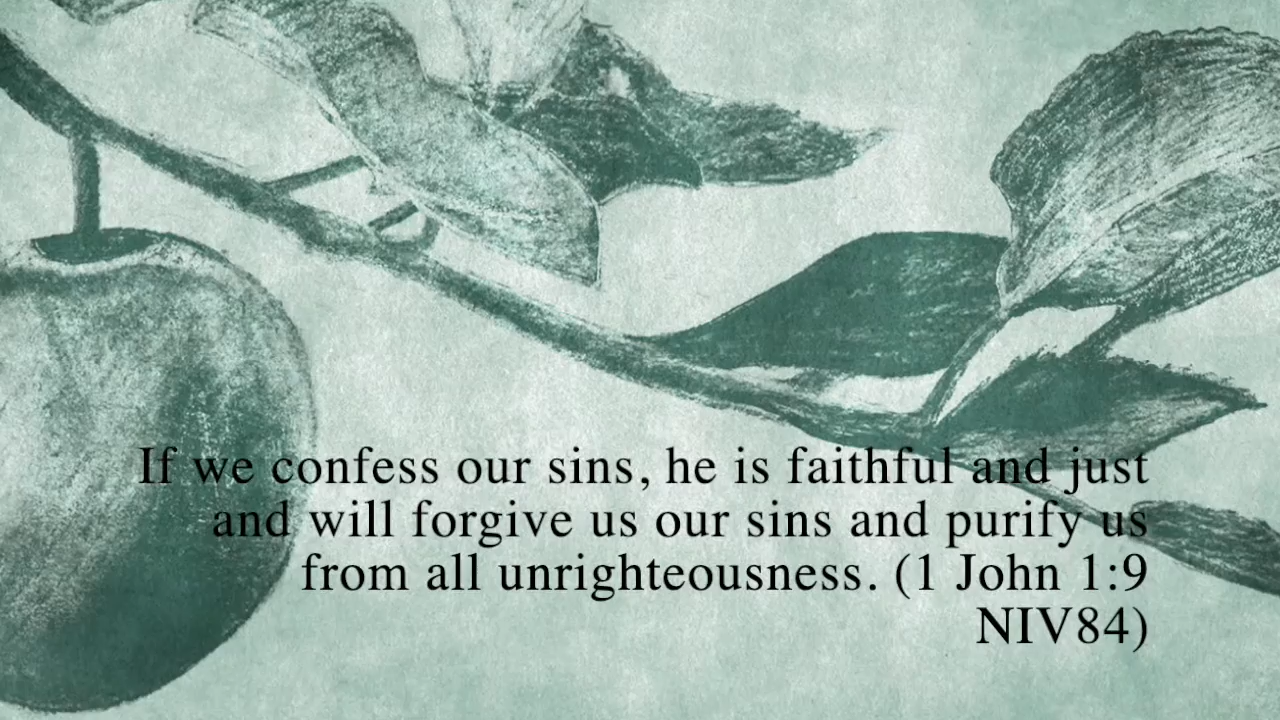 If we confess our sins, he is faithful and just
and will forgive us our sins and purify us
from all unrighteousness. (1 John 1:9
NIV84)